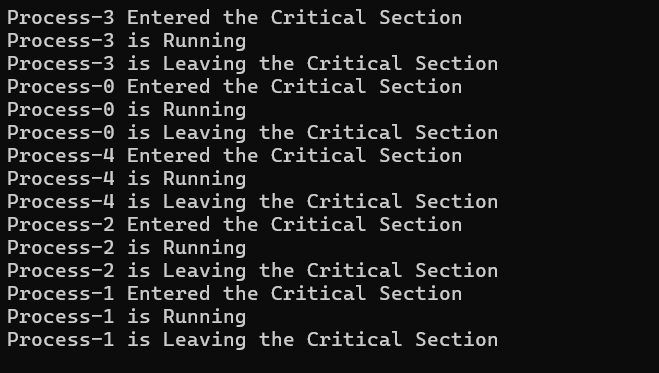 Process-3 Entered the Critical Section
Process-3 is Running
Process-3 is Leaving the Critical Section
Process-0 Entered the Critical Section
Process-0 is Running
Process-0 is Leaving the Critical Section
Process-4 Entered the Critical Section
Process-4 is Running
Process-4 is Leaving the Critical Section
Process-2 Entered the Critical Section
Process-2 is Running
Process-2 is Leaving the Critical Section
Process-1 Entered the Critical Section
Process-1 is Running
Process-1 is Leaving the Critical Section